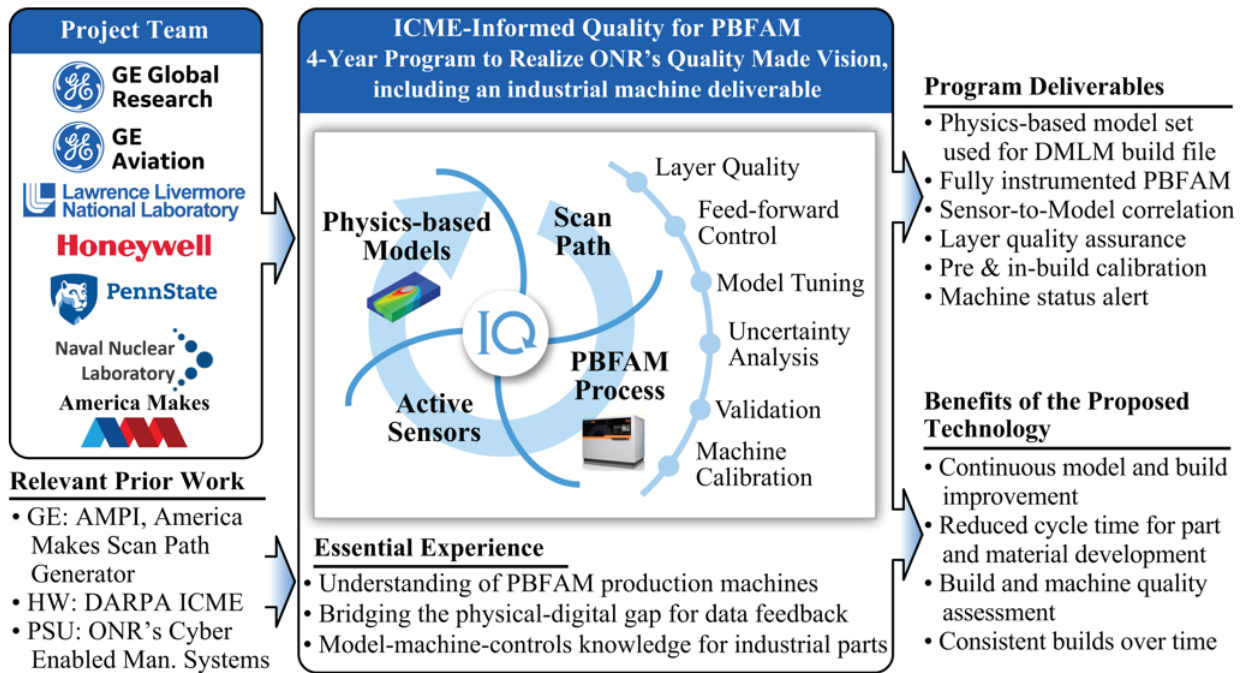 Project Team
GE Global
Research
GE
Aviation
Lawrence Livermore
National Laboratory
Honeywell
PennState
Naval Nuclear
Laboratory
America Makes
Relevant Prior Work
• GE: AMPI, America
Makes Scan Path
Generator
• HW: DARPA ICME
• PSU: ONR's Cyber
Enabled Man. Systems
ICME-Informed Quality for PBFAM
4-Year Program to Realize ONR's Quality Made Vision,
including an industrial machine deliverable
Physics-based
Models
Scan
Path
IQ
PBFAM
Process
Active
Sensors
Layer Quality
Feed-forward
Control
Model Tuning
Uncertainty
Analysis
Validation
Machine
Calibration
Essential Experience
• Understanding of PBFAM production machines
• Bridging the physical-digital gap for data feedback
• Model-machine-controls knowledge for industrial parts
Program Deliverables
• Physics-based model set
used for DMLM build file
• Fully instrumented PBFAM
• Sensor-to-Model correlation
• Layer quality assurance
• Pre & in-build calibration
• Machine status alert
Benefits of the Proposed
Technology
• Continuous model and build
improvement
• Reduced cycle time for part
and material development
• Build and machine quality
assessment
• Consistent builds over time